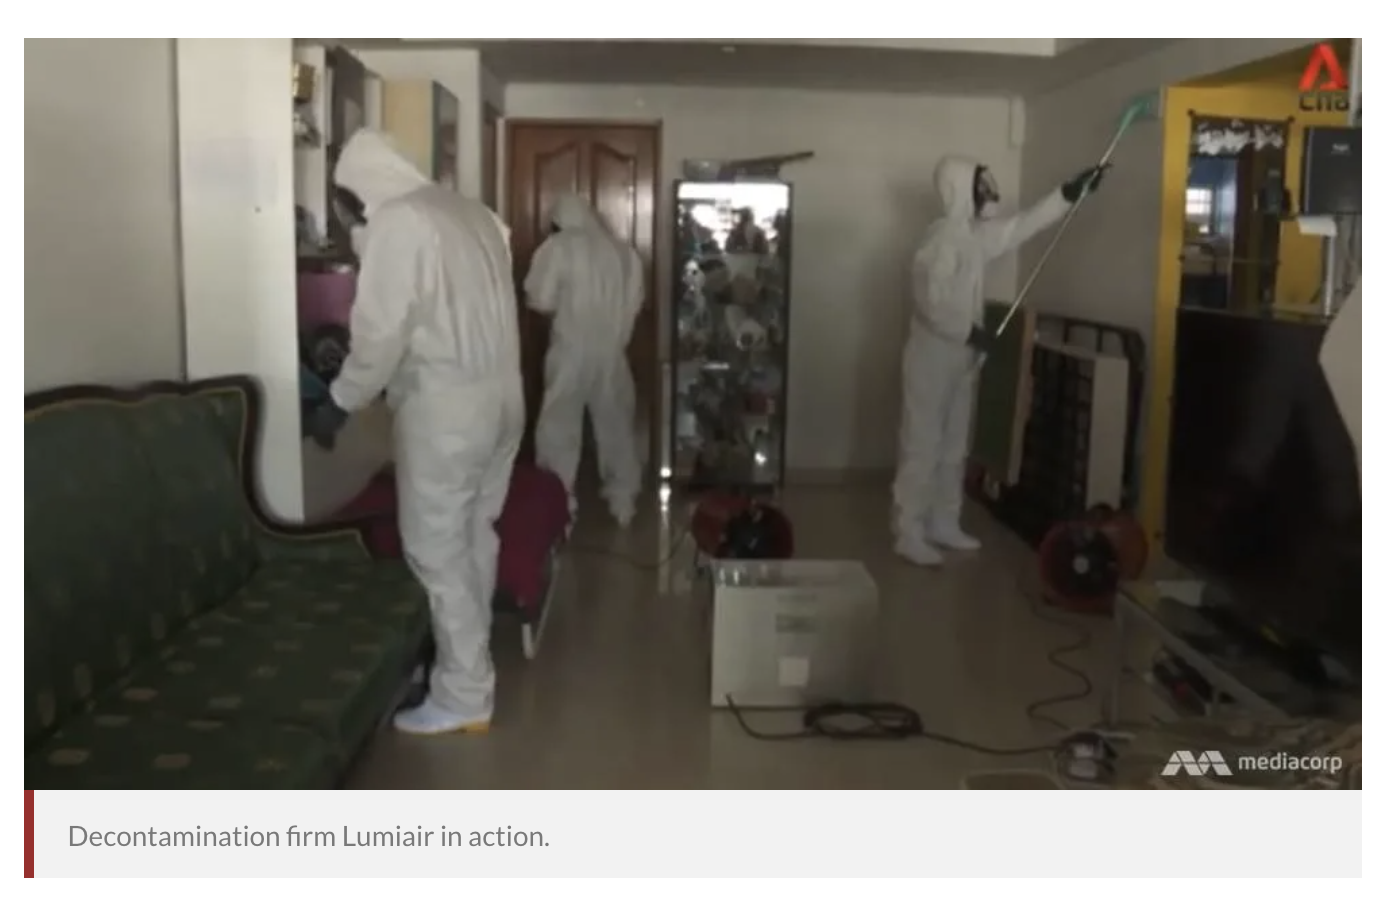 cna
mediacorp
Decontamination firm Lumiair in action.